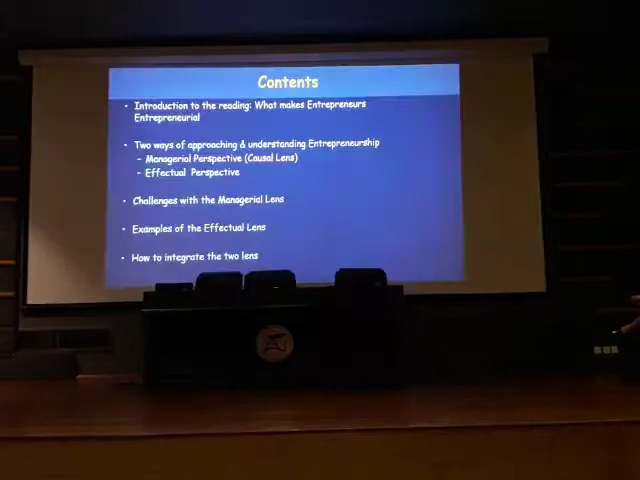 Contents
• Introduction to the reading: What makes Entrepreneurs
Entrepreneurial
• Two ways of approaching & understanding Entrepreneurship
– Managerial Perspective (Causal Lens)
– Effectual Perspective
• Challenges with the Managerial Lens
• Examples of the Effectual Lens
• How to integrate the two lens